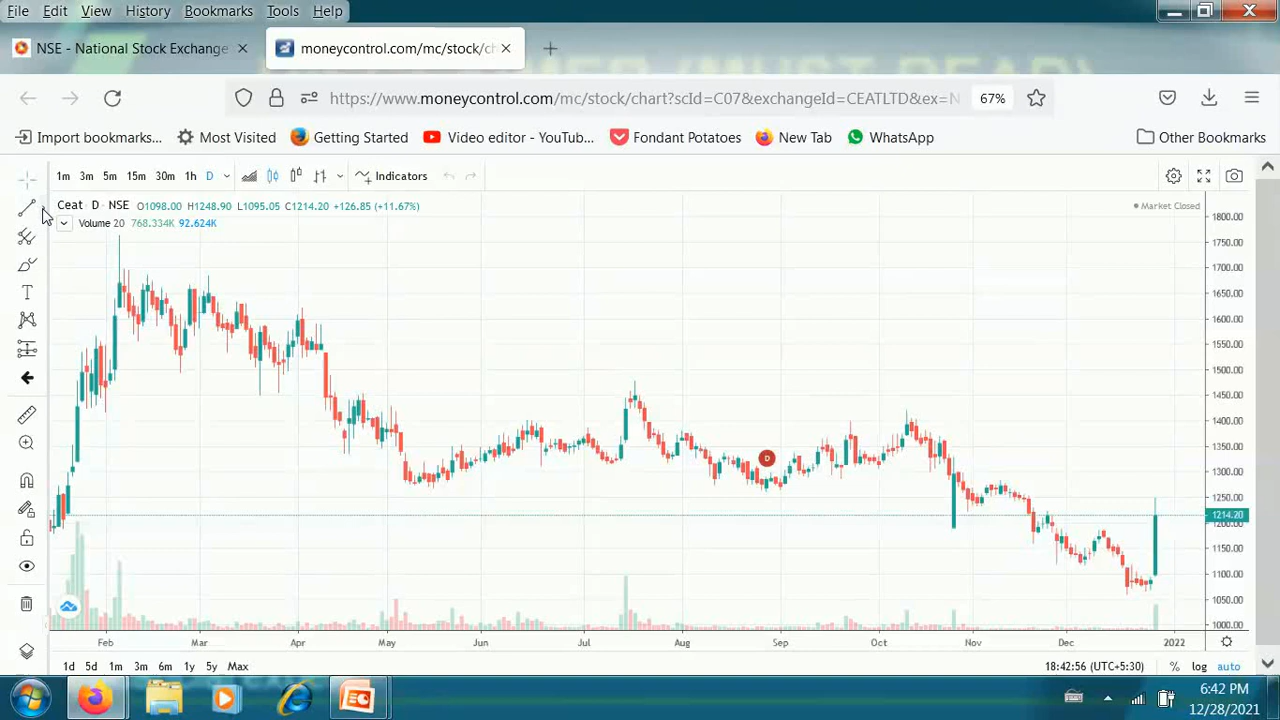 File Edit View History Bookmarks Tools Help
NSE - National Stock Exchange
moneycontrol.com/mc/stock/c
https://www.moneycontrol.com/mc/stock/chart?scId=C07&exchangeId=CEATLTD&ex=N 67%
Import bookmarks... Most Visited Getting Started Video editor - YouTub... Fondant Potatoes New Tab WhatsApp Other Bookmarks
1m 3m 5m 15m 30m 1h D Indicators
Ceat D NSE O1098.00 H1248.90 L1095.05 C1214.20 +126.85 (+11.67%) Market Closed
Volume 20 768.334K 92.624K
1800.00
1750.00
1700.00
1650.00
1600.00
1550.00
1500.00
1450.00
1400.00
1350.00
1300.00
1250.00
1214.20
1200.00
1150.00
1100.00
1050.00
1000.00
D
Feb Mar Apr May Jun Jul Aug Sep Oct Nov Dec 2022
1d 5d 1m 3m 6m 1y 5y Max 18:42:56 (UTC+5:30) % log auto
6:42 PM
12/28/2021